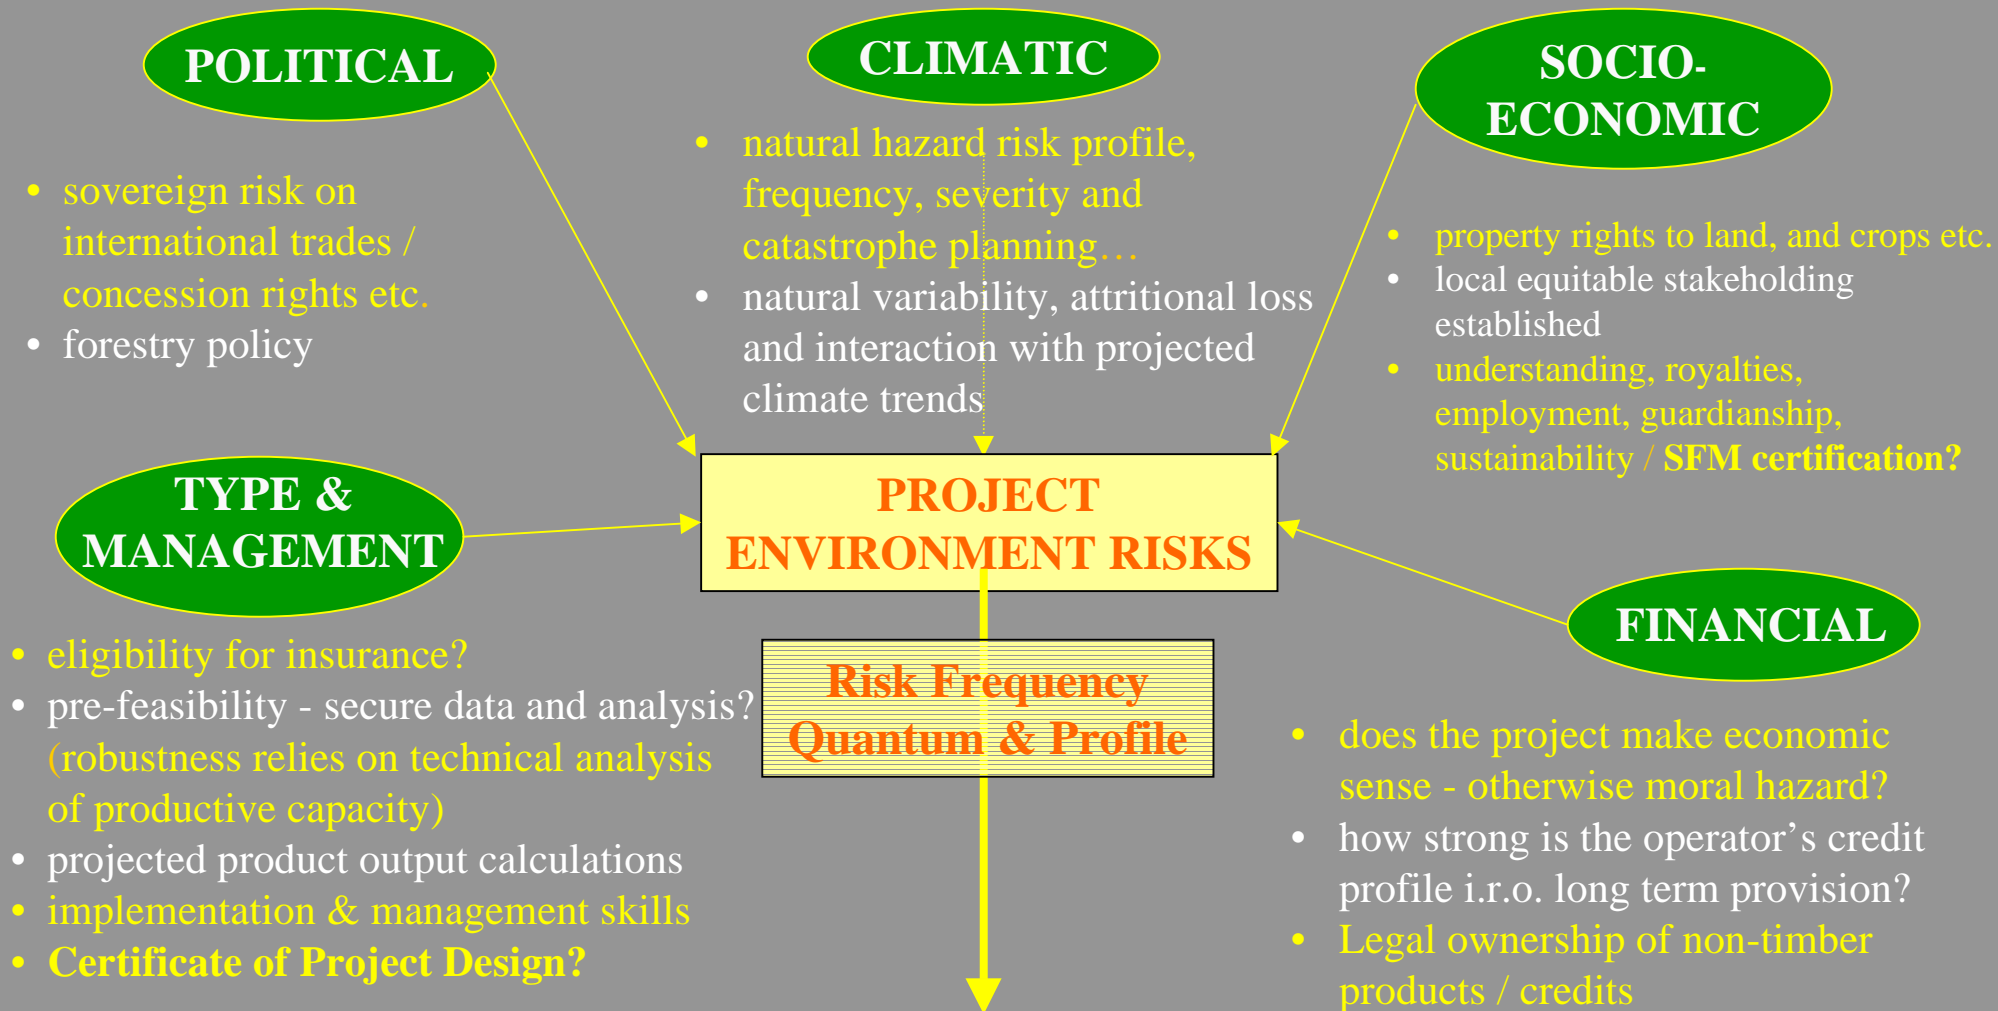 POLITICAL
• sovereign risk on
international trades /
concession rights etc.
• forestry policy
CLIMATIC
• natural hazard risk profile,
frequency, severity and
catastrophe planning…
• natural variability, attritional loss
and interaction with projected
climate trends
SOCIO-
ECONOMIC
• property rights to land, and crops etc.
• local equitable stakeholding
established
• understanding, royalties,
employment, guardianship,
sustainability / SFM certification?
TYPE &
MANAGEMENT
• eligibility for insurance?
• pre-feasibility - secure data and analysis?
(robustness relies on technical analysis
of productive capacity)
• projected product output calculations
• implementation & management skills
• Certificate of Project Design?
PROJECT
ENVIRONMENT RISKS
Risk Frequency
Quantum & Profile
FINANCIAL
• does the project make economic
sense - otherwise moral hazard?
• how strong is the operator’s credit
profile i.r.o. long term provision?
• Legal ownership of non-timber
products / credits